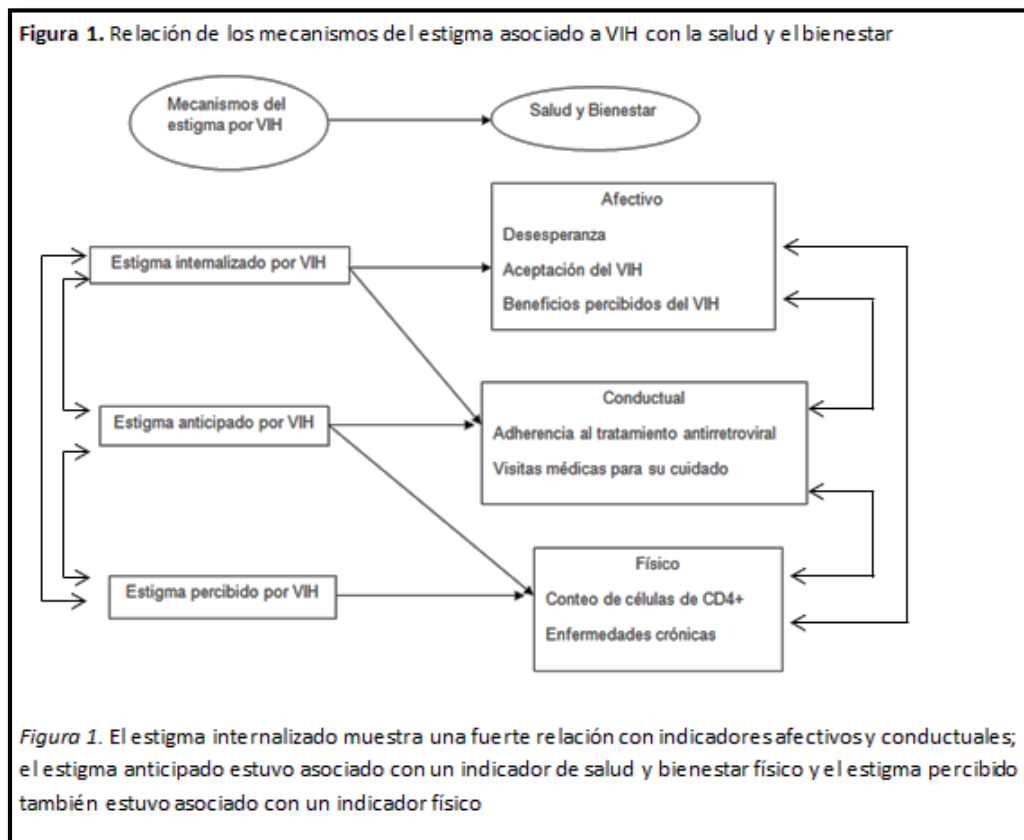 Figura 1. Relación de los mecanismos del estigma asociado a VIH con la salud y el bienestar
Mecanismos del
estigma por VIH
Salud y Bienestar
Afectivo
Desesperanza
Aceptación del VIH
Beneficios percibidos del VIH
Estigma internalizado por VIH
Conductual
Adherencia al tratamiento antirretroviral
Visitas médicas para su cuidado
Estigma anticipado por VIH
Físico
Conteo de células de CD4+
Enfermedades crónicas
Estigma percibido por VIH
Figura 1. El estigma internalizado muestra una fuerte relación con indicadores afectivos y conductuales;
el estigma anticipado estuvo asociado con un indicador de salud y bienestar físico y el estigma percibido
también estuvo asociado con un indicador físico